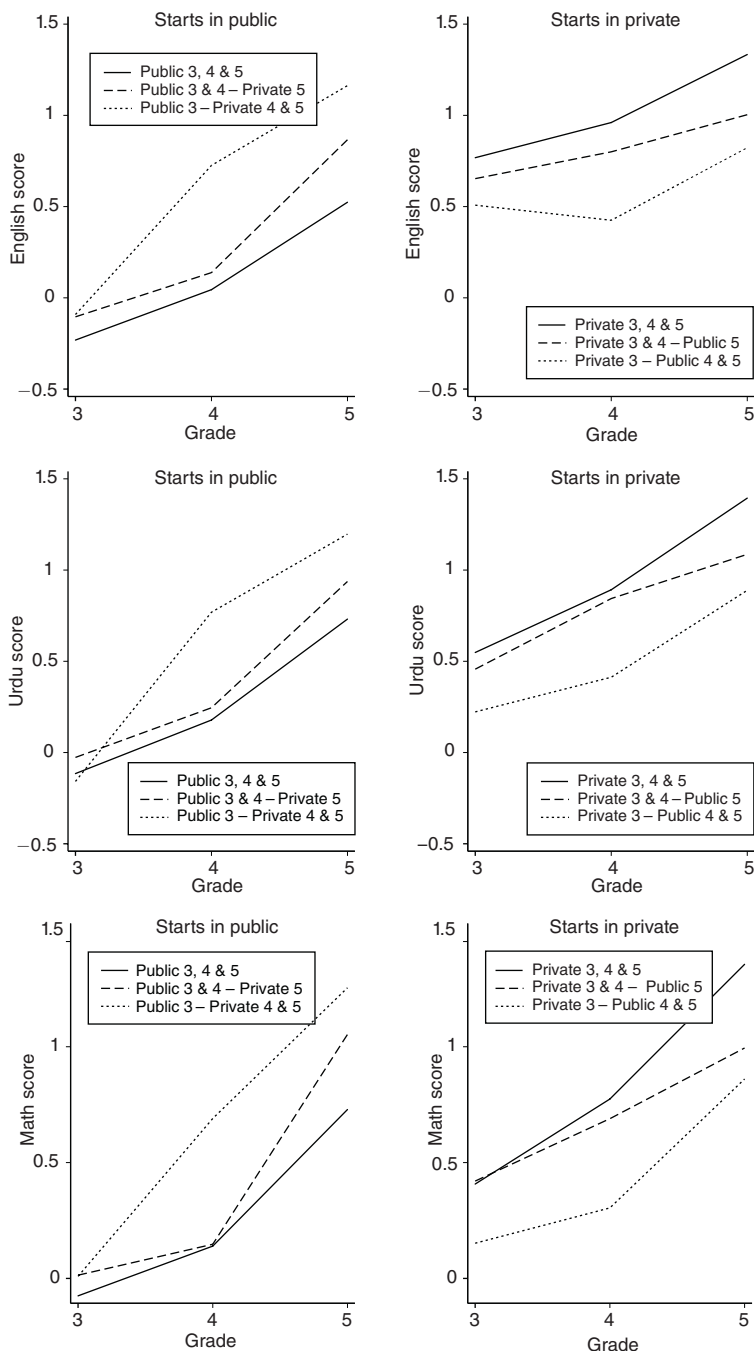 Starts in public
1.5
1
0.5
0
−0.5
English score
Public 3, 4 & 5
Public 3 & 4 – Private 5
Public 3 – Private 4 & 5
3 4 5
Grade
Starts in private
1.5
1
0.5
0
−0.5
English score
Private 3, 4 & 5
Private 3 & 4 – Public 5
Private 3 – Public 4 & 5
3 4 5
Grade
Starts in public
1.5
1
0.5
0
−0.5
Urdu score
Public 3, 4 & 5
Public 3 & 4 – Private 5
Public 3 – Private 4 & 5
3 4 5
Grade
Starts in private
1.5
1
0.5
0
−0.5
Urdu score
Private 3, 4 & 5
Private 3 & 4 – Public 5
Private 3 – Public 4 & 5
3 4 5
Grade
Starts in public
1.5
1
0.5
0
Math score
Public 3, 4 & 5
Public 3 & 4 – Private 5
Public 3 – Private 4 & 5
3 4 5
Grade
Starts in private
1.5
1
0.5
0
Math score
Private 3, 4 & 5
Private 3 & 4 – Public 5
Private 3 – Public 4 & 5
3 4 5
Grade